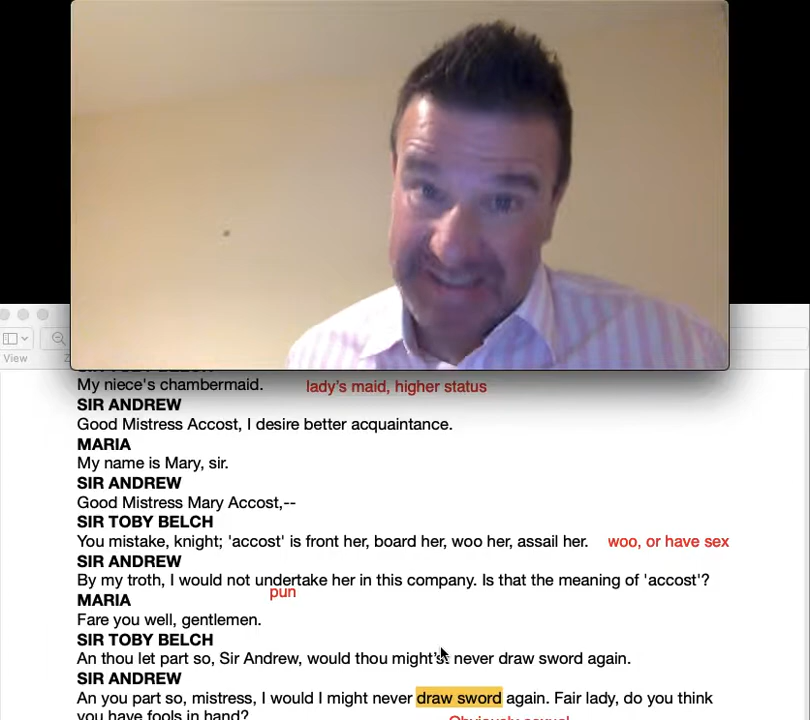 View
My niece's chambermaid. lady's maid, higher status
SIR ANDREW
Good Mistress Accost, I desire better acquaintance.
MARIA
My name is Mary, sir.
SIR ANDREW
Good Mistress Mary Accost,--
SIR TOBY BELCH
You mistake, knight; 'accost' is front her, board her, woo her, assail her. woo, or have sex
SIR ANDREW
By my troth, I would not undertake her in this company. Is that the meaning of 'accost'?
pun
MARIA
Fare you well, gentlemen.
SIR TOBY BELCH
An thou let part so, Sir Andrew, would thou might'st never draw sword again.
SIR ANDREW
An you part so, mistress, I would I might never draw sword again. Fair lady, do you think
you have fools in hand?
Obviously sexual